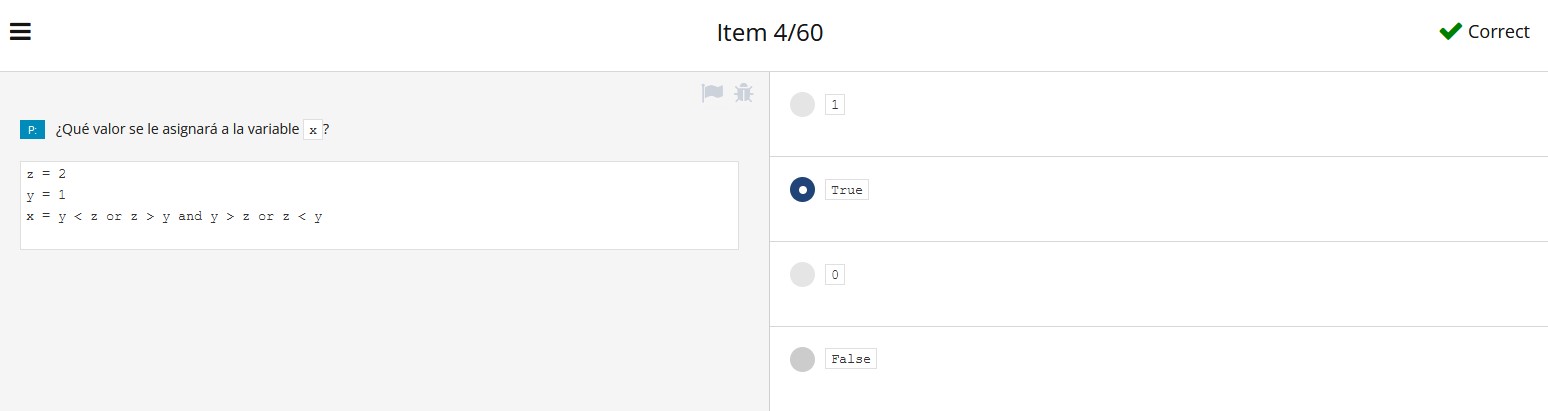 Item 4/60
Correct
P: ¿Qué valor se le asignará a la variable x ?
z = 2
y = 1
x = y < z or z > y and y > z or z < y
1
True
0
False